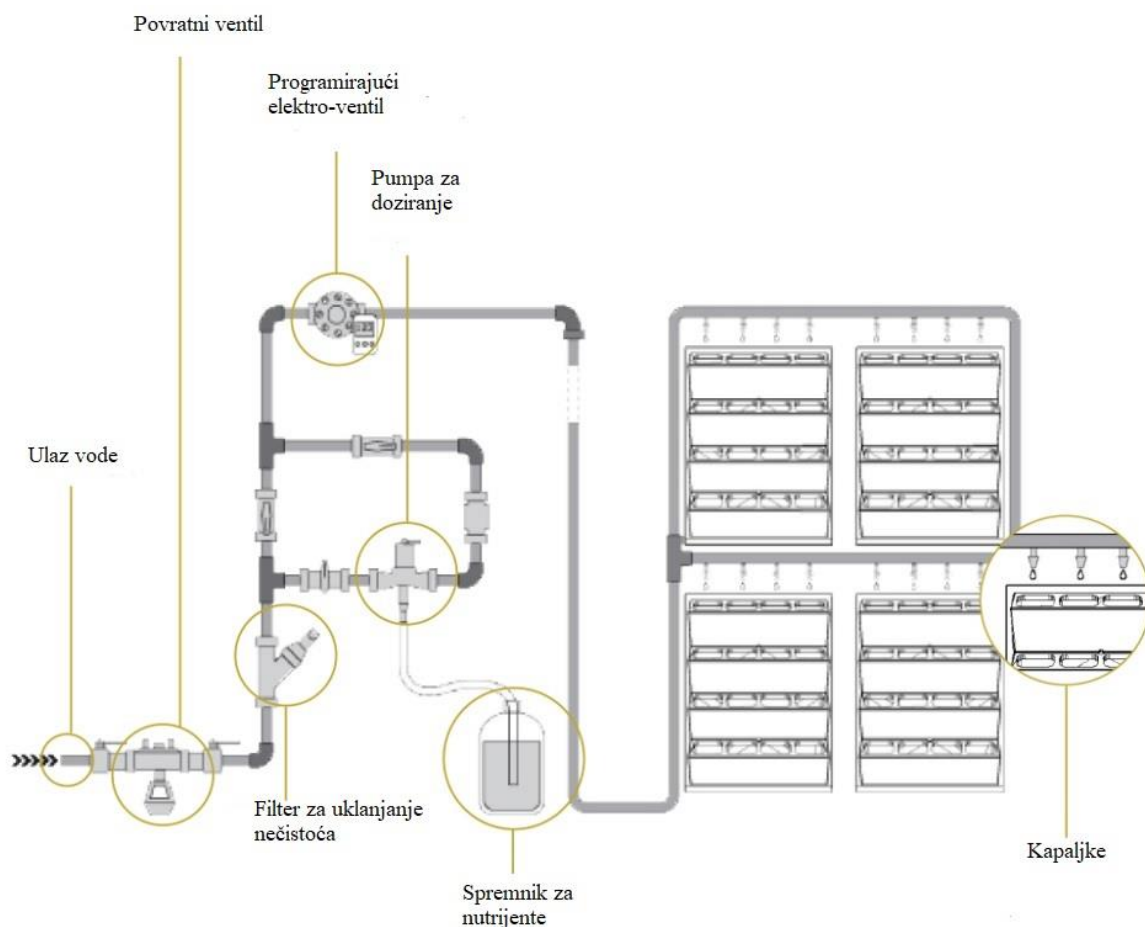 Povratni ventil
Programirajući
elektro-ventil
Pumpa za
doziranje
Ulaz vode
Filter za uklanjanje
nečistoća
Spremnik za
nutrijente
Kapaljke